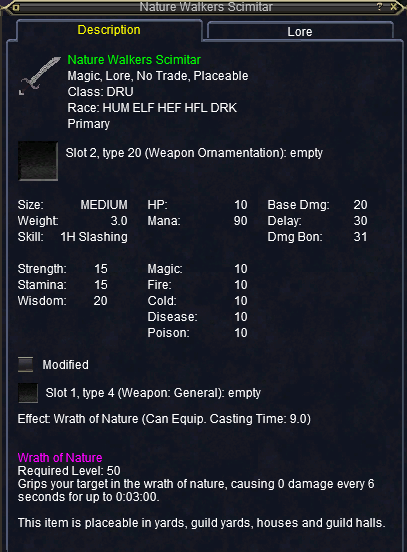 Nature Walkers Scimitar ? X
Description Lore
Nature Walkers Scimitar
Magic, Lore, No Trade, Placeable
Class: DRU
Race: HUM ELF HEF HFL DRK
Primary
Slot 2, type 20 (Weapon Ornamentation): empty
Size: MEDIUM HP: 10 Base Dmg: 20
Weight: 3.0 Mana: 90 Delay: 30
Skill: 1H Slashing Dmg Bon: 31
Strength: 15 Magic: 10
Stamina: 15 Fire: 10
Wisdom: 20 Cold: 10
Disease: 10
Poison: 10
Modified
Slot 1, type 4 (Weapon: General): empty
Effect: Wrath of Nature (Can Equip. Casting Time: 9.0)
Wrath of Nature
Required Level: 50
Grips your target in the wrath of nature, causing 0 damage every 6
seconds for up to 0:03:00.
This item is placeable in yards, guild yards, houses and guild halls.